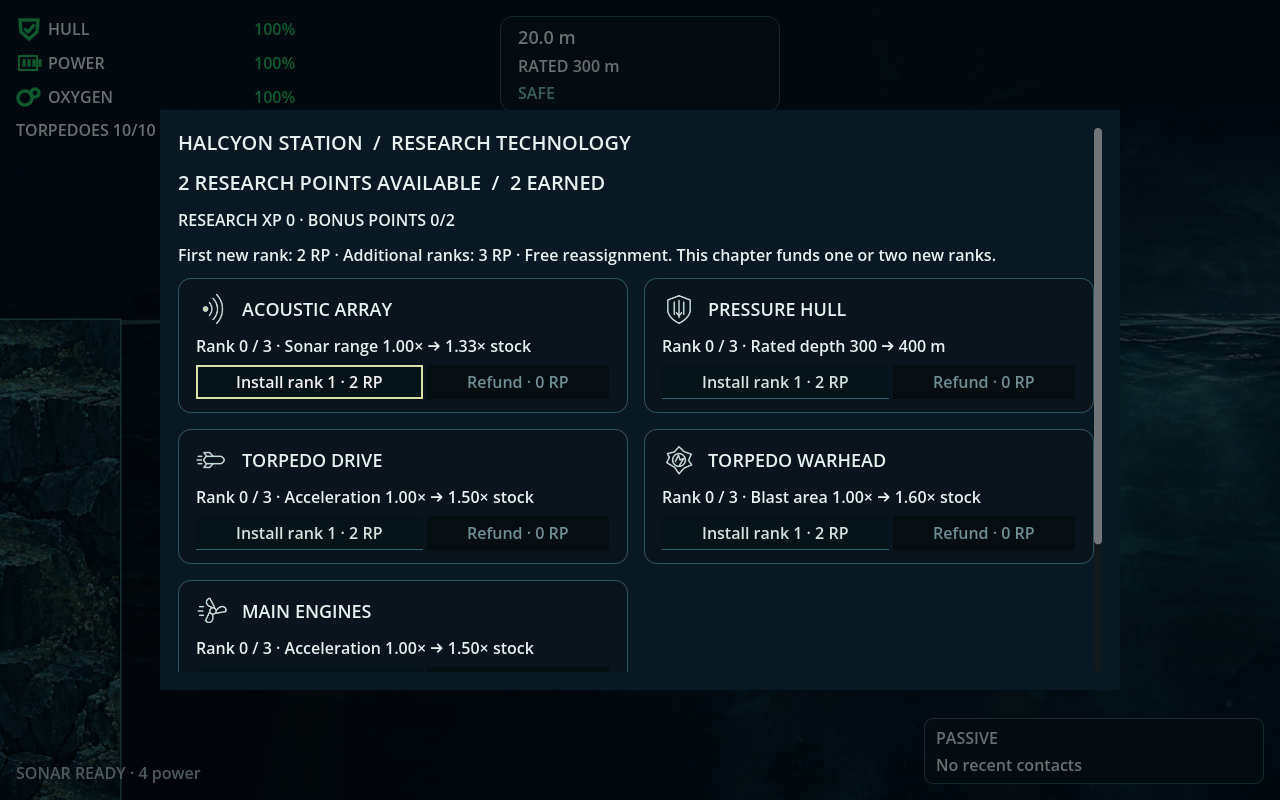 HULL 100%
POWER 100%
OXYGEN 100%
TORPEDOES 10/10
20.0 m
RATED 300 m
SAFE
HALCYON STATION / RESEARCH TECHNOLOGY
2 RESEARCH POINTS AVAILABLE / 2 EARNED
RESEARCH XP 0 · BONUS POINTS 0/2
First new rank: 2 RP · Additional ranks: 3 RP · Free reassignment. This chapter funds one or two new ranks.
ACOUSTIC ARRAY
Rank 0 / 3 · Sonar range 1.00× → 1.33× stock
Install rank 1 · 2 RP Refund · 0 RP
PRESSURE HULL
Rank 0 / 3 · Rated depth 300 → 400 m
Install rank 1 · 2 RP Refund · 0 RP
TORPEDO DRIVE
Rank 0 / 3 · Acceleration 1.00× → 1.50× stock
Install rank 1 · 2 RP Refund · 0 RP
TORPEDO WARHEAD
Rank 0 / 3 · Blast area 1.00× → 1.60× stock
Install rank 1 · 2 RP Refund · 0 RP
MAIN ENGINES
Rank 0 / 3 · Acceleration 1.00× → 1.50× stock
SONAR READY · 4 power
PASSIVE
No recent contacts